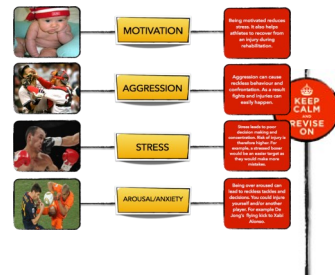 MOTIVATION
Being motivated reduces
stress. It also helps
athletes to recover from
an injury during
rehabilitation.
AGGRESSION
Aggression can cause
reckless behaviour and
confrontation. As a result
fights and injuries can
easily happen.
KEEP
CALM
AND
REVISE
ON
STRESS
Stress leads to poor
decision making and
concentration. Risk of injury is
therefore higher. For
example, a stressed boxer
would be an easier target as
they would make more
mistakes.
AROUSAL/ANXIETY
Being over aroused can
lead to reckless tackles and
decisions. You could injure
yourself and/or another
player. For example De
Jong's flying kick to Xabi
Alonso.